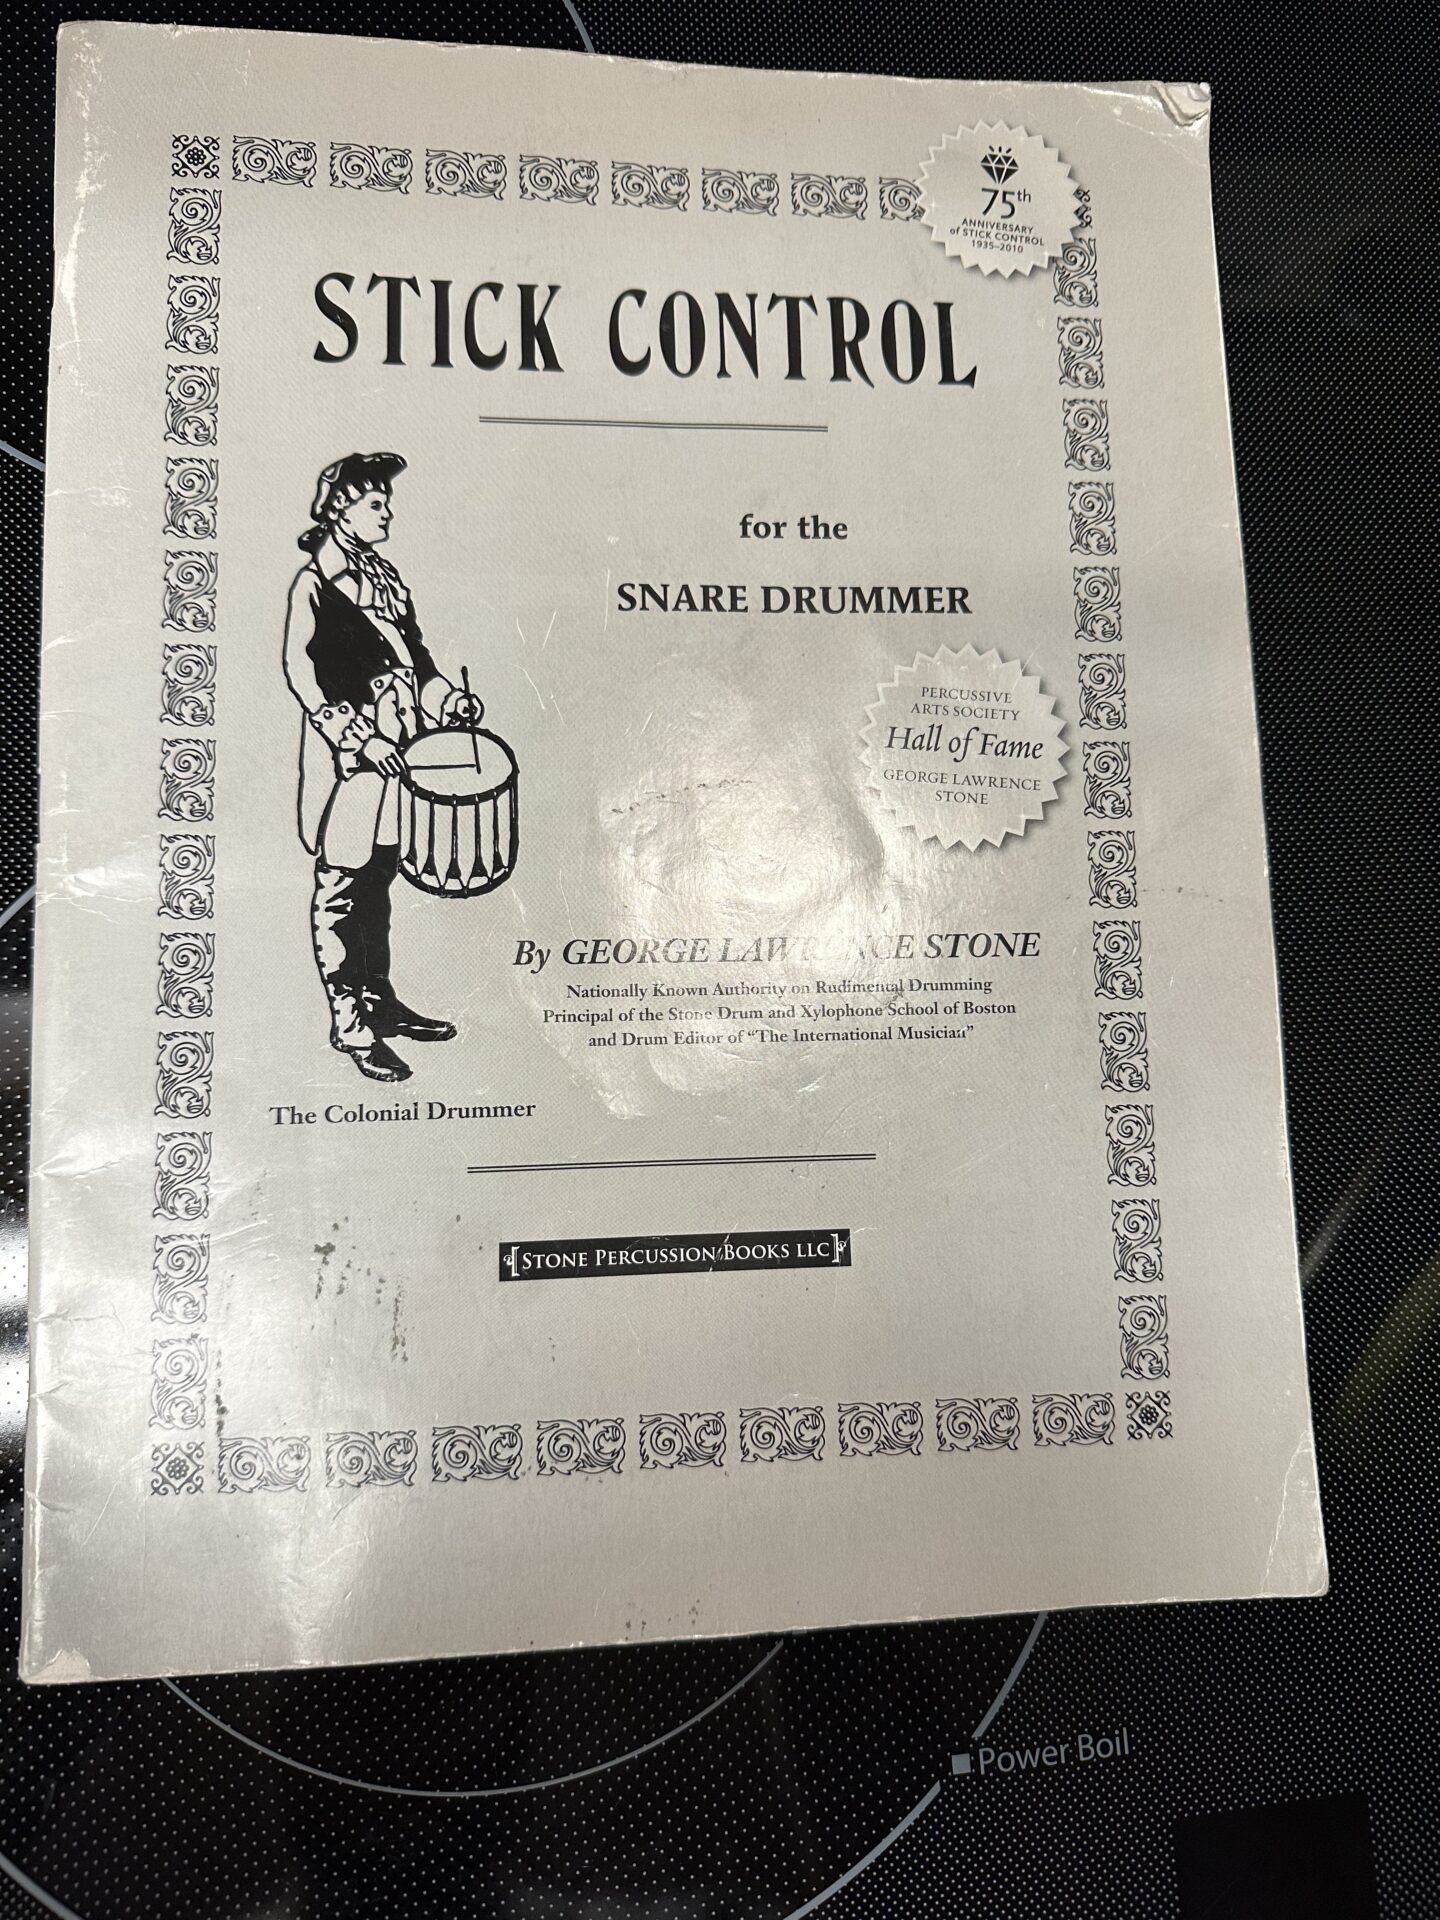 75th
ANNIVERSARY
of STICK CONTROL
1935–2010
STICK CONTROL
for the
SNARE DRUMMER
PERCUSSIVE
ARTS SOCIETY
Hall of Fame
GEORGE LAWRENCE
STONE
By GEORGE LAWRENCE STONE
Nationally Known Authority on Rudimental Drumming
Principal of the Stone Drum and Xylophone School of Boston
and Drum Editor of “The International Musician”
The Colonial Drummer
STONE PERCUSSION BOOKS LLC
Power Boil